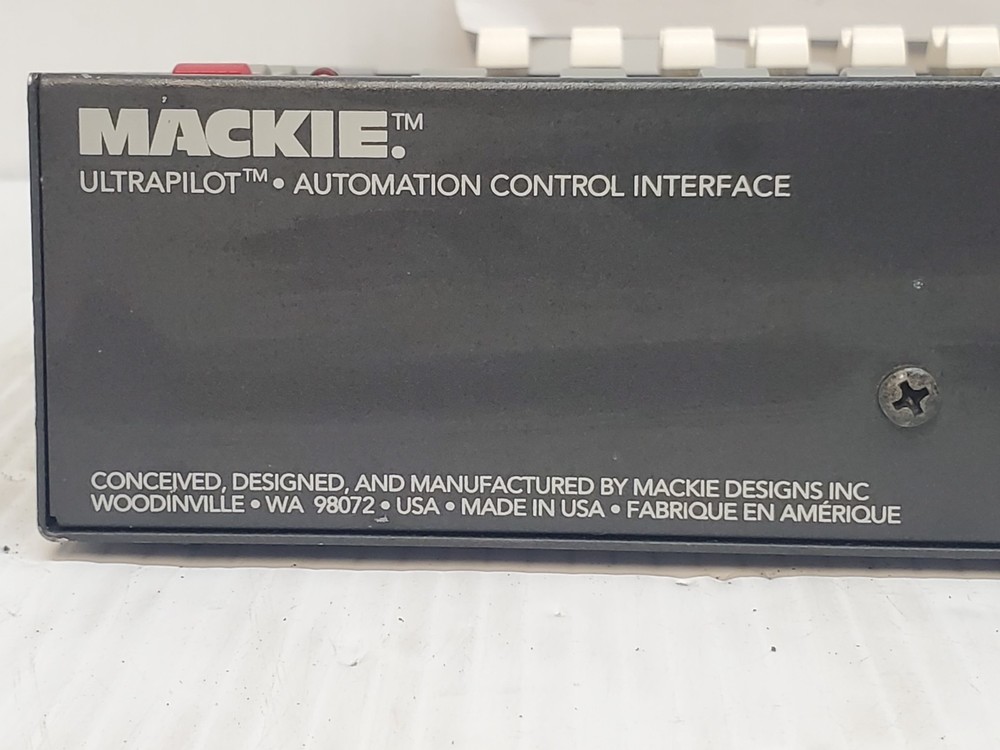 MACKIE.™
ULTRAPILOT™ • AUTOMATION CONTROL INTERFACE
CONCEIVED, DESIGNED, AND MANUFACTURED BY MACKIE DESIGNS INC
WOODINVILLE • WA 98072 • USA • MADE IN USA • FABRIQUE EN AMÉRIQUE